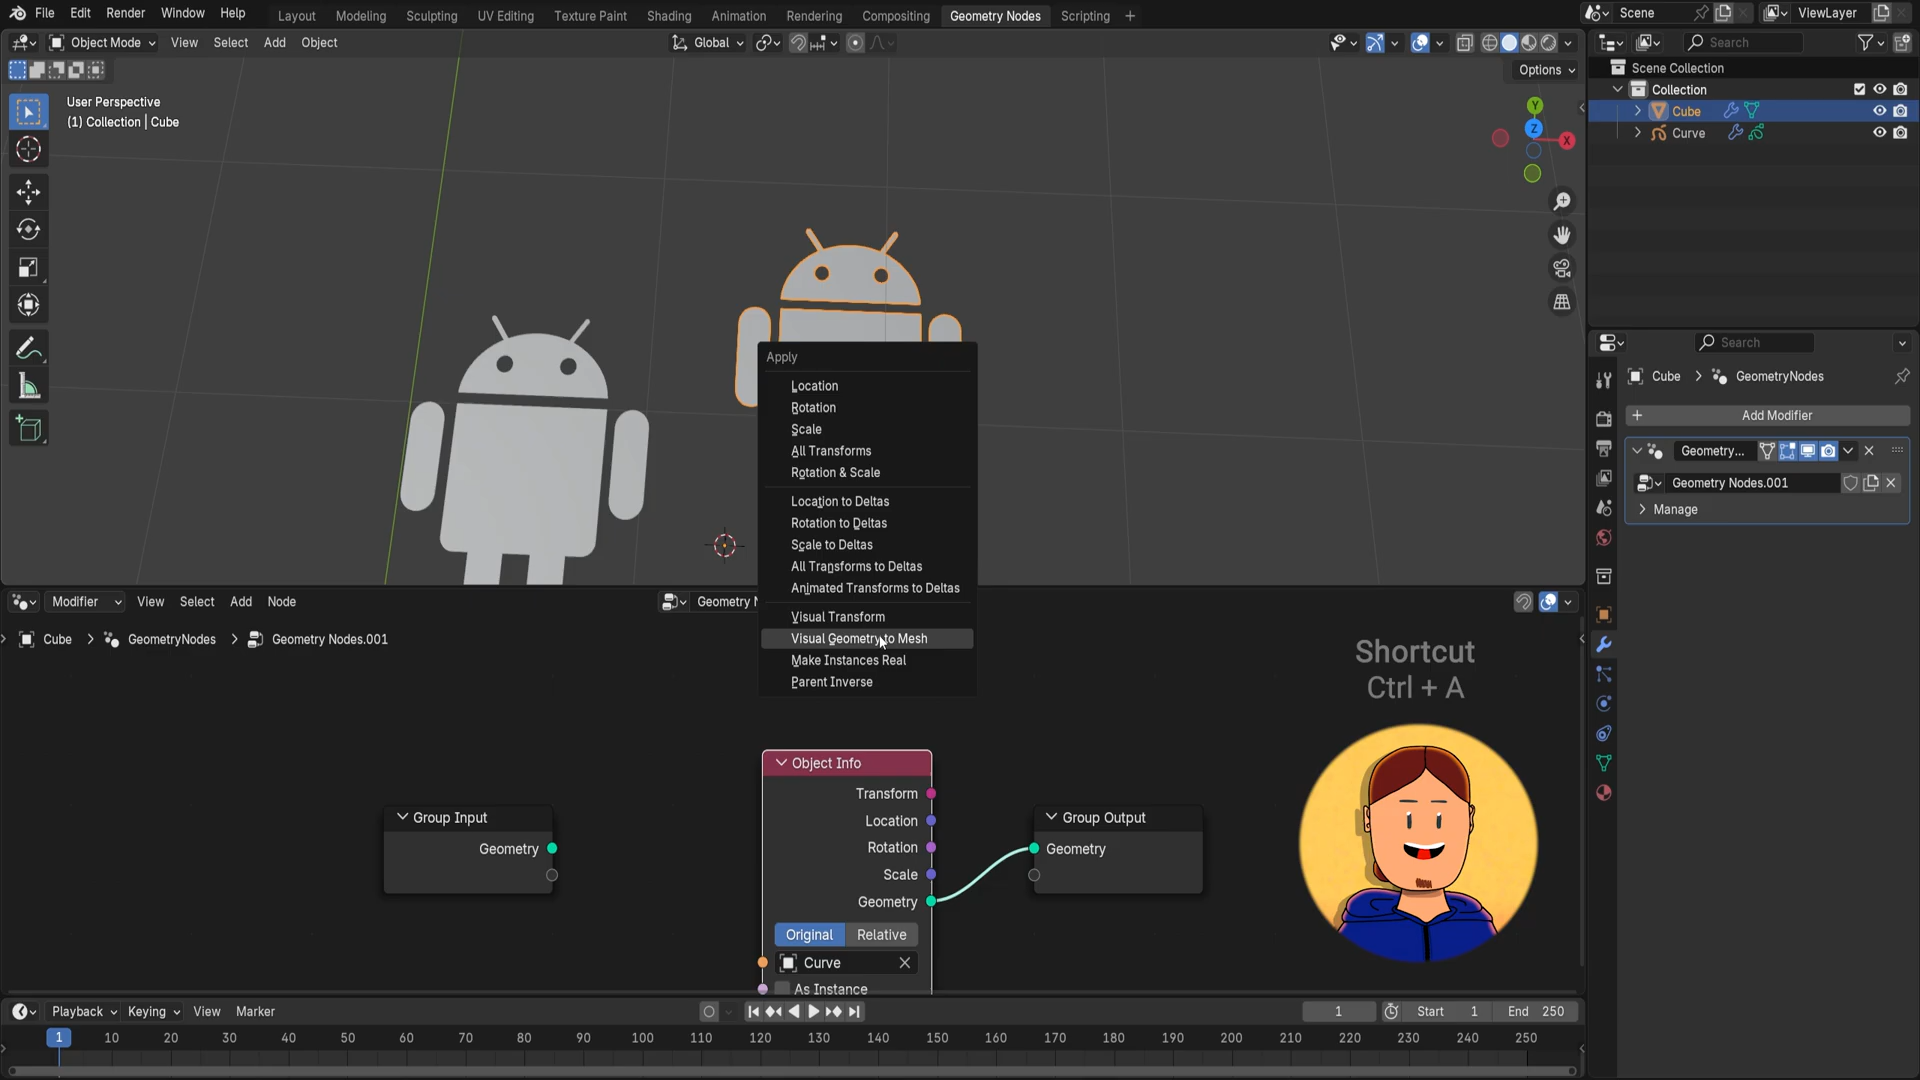 File Edit Render Window Help
Layout Modeling Sculpting UV Editing Texture Paint Shading Animation Rendering Compositing Geometry Nodes Scripting +
Scene
ViewLayer
Object Mode View Select Add Object
Global
Search
Options
User Perspective
(1) Collection | Cube
Y
Z
X
Scene Collection
Collection
Cube
Curve
Apply
Location
Rotation
Scale
All Transforms
Rotation & Scale
Location to Deltas
Rotation to Deltas
Scale to Deltas
All Transforms to Deltas
Animated Transforms to Deltas
Visual Transform
Visual Geometry to Mesh
Make Instances Real
Parent Inverse
Search
Cube > GeometryNodes
+ Add Modifier
Geometry...
Geometry Nodes.001
Manage
Modifier View Select Add Node
Geometry N
Cube > GeometryNodes > Geometry Nodes.001
Shortcut
Ctrl + A
Group Input
Geometry
Object Info
Transform
Location
Rotation
Scale
Geometry
Original Relative
Curve
As Instance
Group Output
Geometry
Playback Keying View Marker
1
Start 1
End 250
1 10 20 30 40 50 60 70 80 90 100 110 120 130 140 150 160 170 180 190 200 210 220 230 240 250